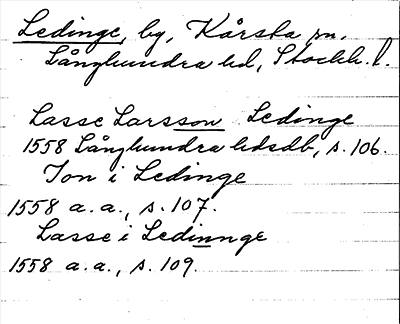 Ledinge, by, Kårsta sn,
Långhundra hd, Stockh. l.
Lasse Larsson Ledinge
1558 Långhundra hdsdb, s. 106.
Jon i Ledinge
1558 a. a., s. 107.
Lasse i Ledinnge
1558 a. a., s. 109.